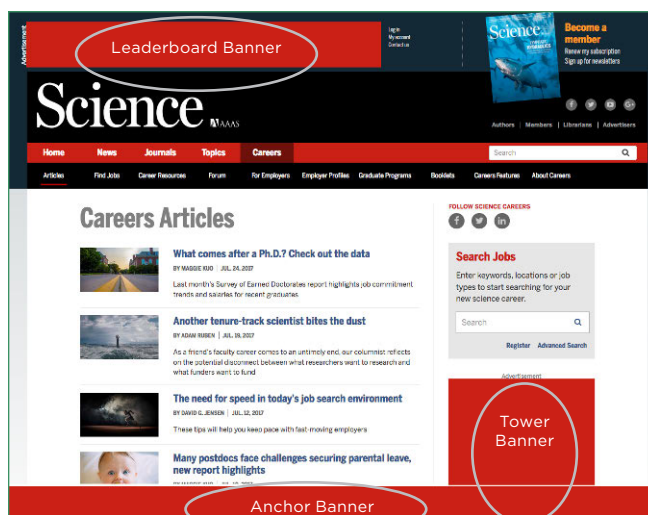 Advertisement
Leaderboard Banner
Log in
My account
Contact us
Science
Become a
member
Renew my subscription
Sign up for newsletters
Science
AAAS
Authors | Members | Librarians | Advertisers
Home News Journals Topics Careers
Search
Articles Find Jobs Career Resources Forum For Employers Employer Profiles Graduate Programs Booklets Careers Features About Careers
Careers Articles
What comes after a Ph.D.? Check out the data
BY MAGGIE KUO | JUL. 24, 2017
Last month's Survey of Earned Doctorates report highlights job commitment
trends and salaries for recent graduates
Another tenure-track scientist bites the dust
BY ADAM RUBEN | JUL. 19, 2017
As a friend's faculty career comes to an untimely end, our columnist reflects
on the potential disconnect between what researchers want to research and
what funders want to fund
The need for speed in today's job search environment
BY DAVID G. JENSEN | JUL. 12, 2017
These tips will help you keep pace with fast-moving employers
Many postdocs face challenges securing parental leave,
new report highlights
FOLLOW SCIENCE CAREERS
Search Jobs
Enter keywords, locations or job
types to start searching for your
new science career.
Search
Register Advanced Search
Advertisement
Tower
Banner
Anchor Banner